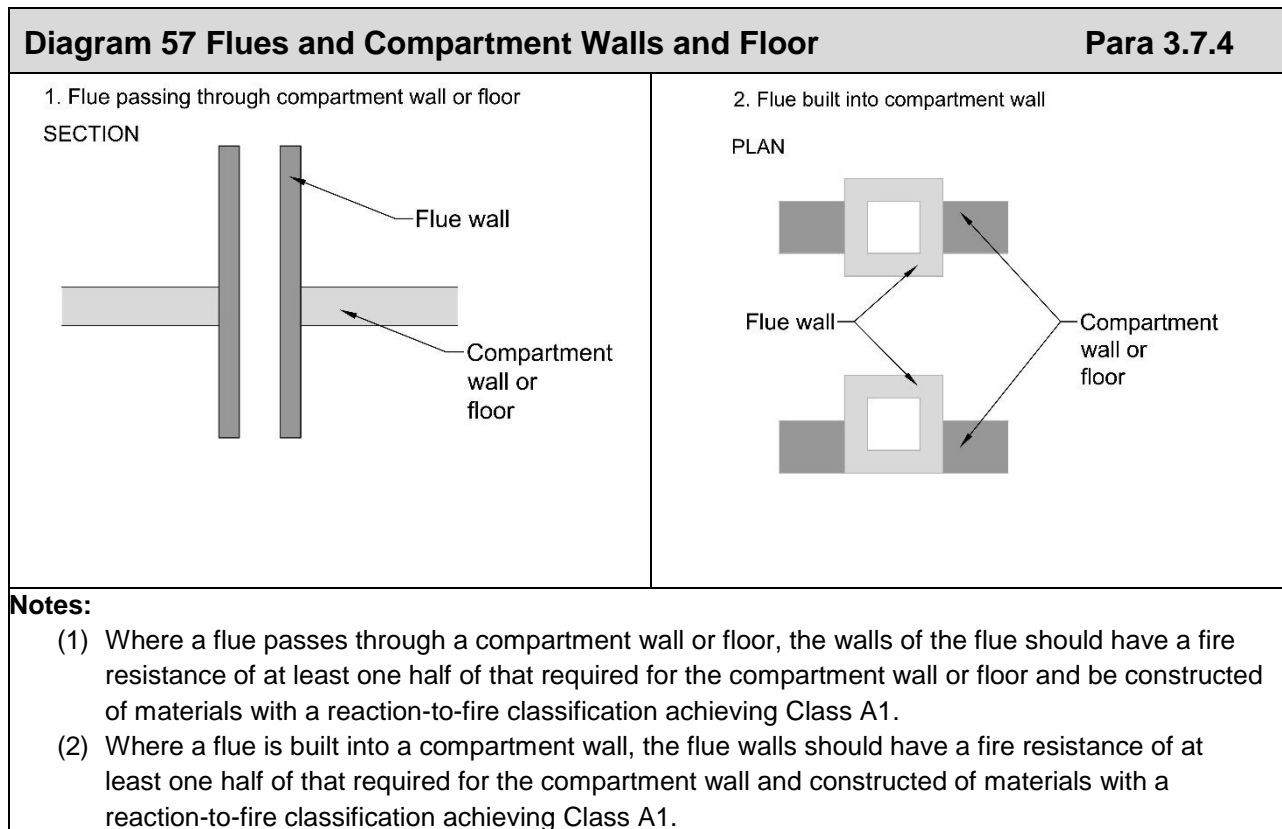 Diagram 57 Flues and Compartment Walls and Floor Para 3.7.4
1. Flue passing through compartment wall or floor
SECTION
Flue wall
Compartment
wall or
floor
2. Flue built into compartment wall
PLAN
Flue wall
Compartment
wall or
floor
Notes:
(1) Where a flue passes through a compartment wall or floor, the walls of the flue should have a fire
resistance of at least one half of that required for the compartment wall or floor and be constructed
of materials with a reaction-to-fire classification achieving Class A1.
(2) Where a flue is built into a compartment wall, the flue walls should have a fire resistance of at
least one half of that required for the compartment wall and constructed of materials with a
reaction-to-fire classification achieving Class A1.